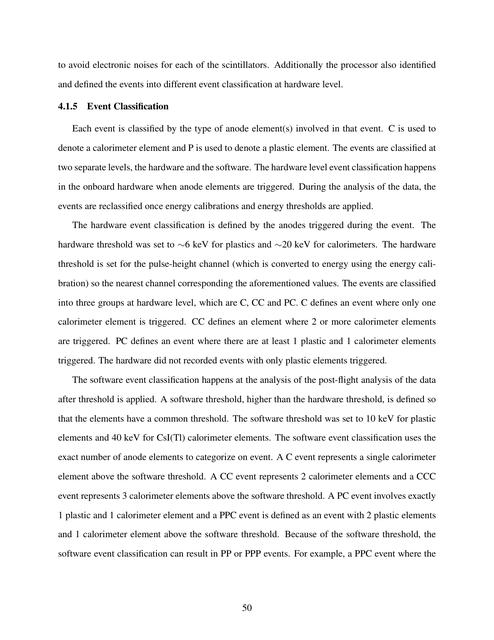 to avoid electronic noises for each of the scintillators. Additionally the processor also identified
and defined the events into different event classification at hardware level.
4.1.5 Event Classification
Each event is classified by the type of anode element(s) involved in that event. C is used to
denote a calorimeter element and P is used to denote a plastic element. The events are classified at
two separate levels, the hardware and the software. The hardware level event classification happens
in the onboard hardware when anode elements are triggered. During the analysis of the data, the
events are reclassified once energy calibrations and energy thresholds are applied.
The hardware event classification is defined by the anodes triggered during the event. The
hardware threshold was set to ∼6 keV for plastics and ∼20 keV for calorimeters. The hardware
threshold is set for the pulse-height channel (which is converted to energy using the energy cali-
bration) so the nearest channel corresponding the aforementioned values. The events are classified
into three groups at hardware level, which are C, CC and PC. C defines an event where only one
calorimeter element is triggered. CC defines an element where 2 or more calorimeter elements
are triggered. PC defines an event where there are at least 1 plastic and 1 calorimeter elements
triggered. The hardware did not recorded events with only plastic elements triggered.
The software event classification happens at the analysis of the post-flight analysis of the data
after threshold is applied. A software threshold, higher than the hardware threshold, is defined so
that the elements have a common threshold. The software threshold was set to 10 keV for plastic
elements and 40 keV for CsI(Tl) calorimeter elements. The software event classification uses the
exact number of anode elements to categorize on event. A C event represents a single calorimeter
element above the software threshold. A CC event represents 2 calorimeter elements and a CCC
event represents 3 calorimeter elements above the software threshold. A PC event involves exactly
1 plastic and 1 calorimeter element and a PPC event is defined as an event with 2 plastic elements
and 1 calorimeter element above the software threshold. Because of the software threshold, the
software event classification can result in PP or PPP events. For example, a PPC event where the
50